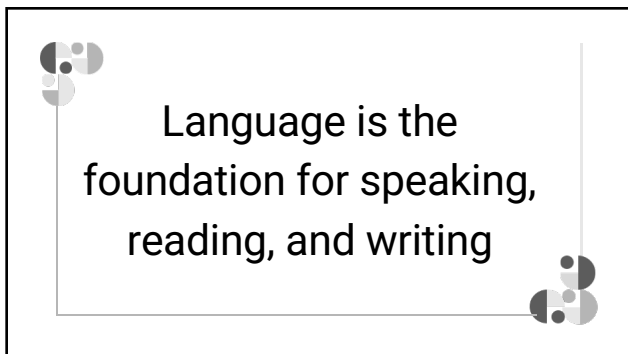 Language is the
foundation for speaking,
reading, and writing